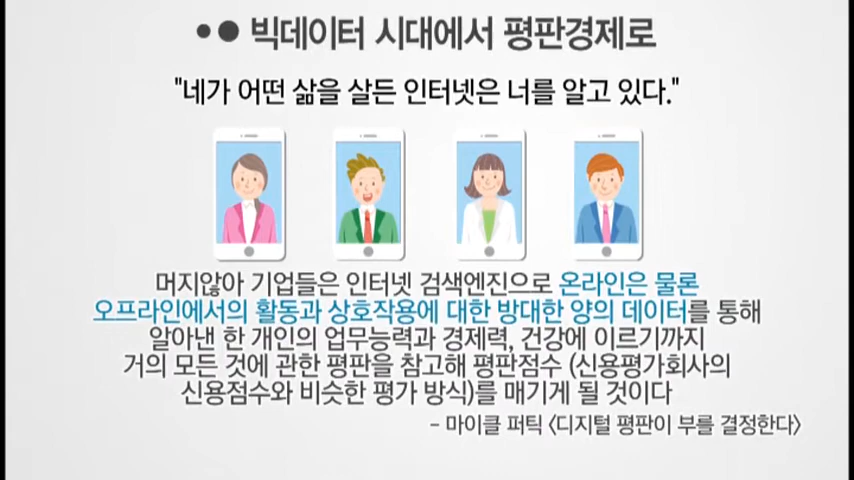 빅데이터 시대에서 평판경제로
"네가 어떤 삶을 살든 인터넷은 너를 알고 있다."
머지않아 기업들은 인터넷 검색엔진으로 온라인은 물론
오프라인에서의 활동과 상호작용에 대한 방대한 양의 데이터를 통해
알아낸 한 개인의 업무능력과 경제력, 건강에 이르기까지
거의 모든 것에 관한 평판을 참고해 평판점수 (신용평가회사의
신용점수와 비슷한 평가 방식)를 매기게 될 것이다
- 마이클 퍼틱 <디지털 평판이 부를 결정한다>